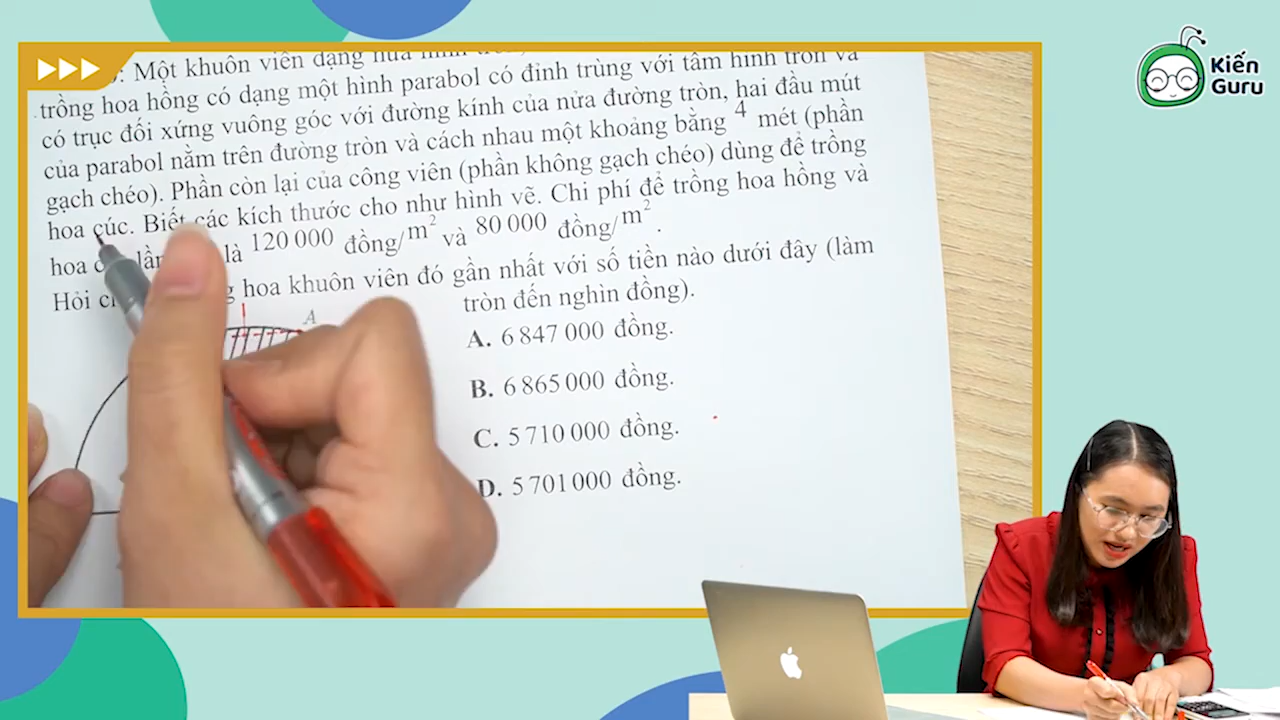 : Một khuôn viên dạng nửa hình
trồng hoa hồng có dạng một hình parabol có đỉnh trùng với tâm hình tròn và
có trục đối xứng vuông góc với đường kính của nửa đường tròn, hai đầu mút
của parabol nằm trên đường tròn và cách nhau một khoảng bằng 4 mét (phần
gạch chéo). Phần còn lại của công viên (phần không gạch chéo) dùng để trồng
hoa cúc. Biết các kích thước cho như hình vẽ. Chi phí để trồng hoa hồng và
hoa là 120 000 đồng/m² và 80 000 đồng/m².
Hỏi hoa khuôn viên đó gần nhất với số tiền nào dưới đây (làm
tròn đến nghìn đồng).
A
A. 6 847 000 đồng.
B. 6 865 000 đồng.
C. 5 710 000 đồng.
D. 5 701 000 đồng.
Kiến
Guru